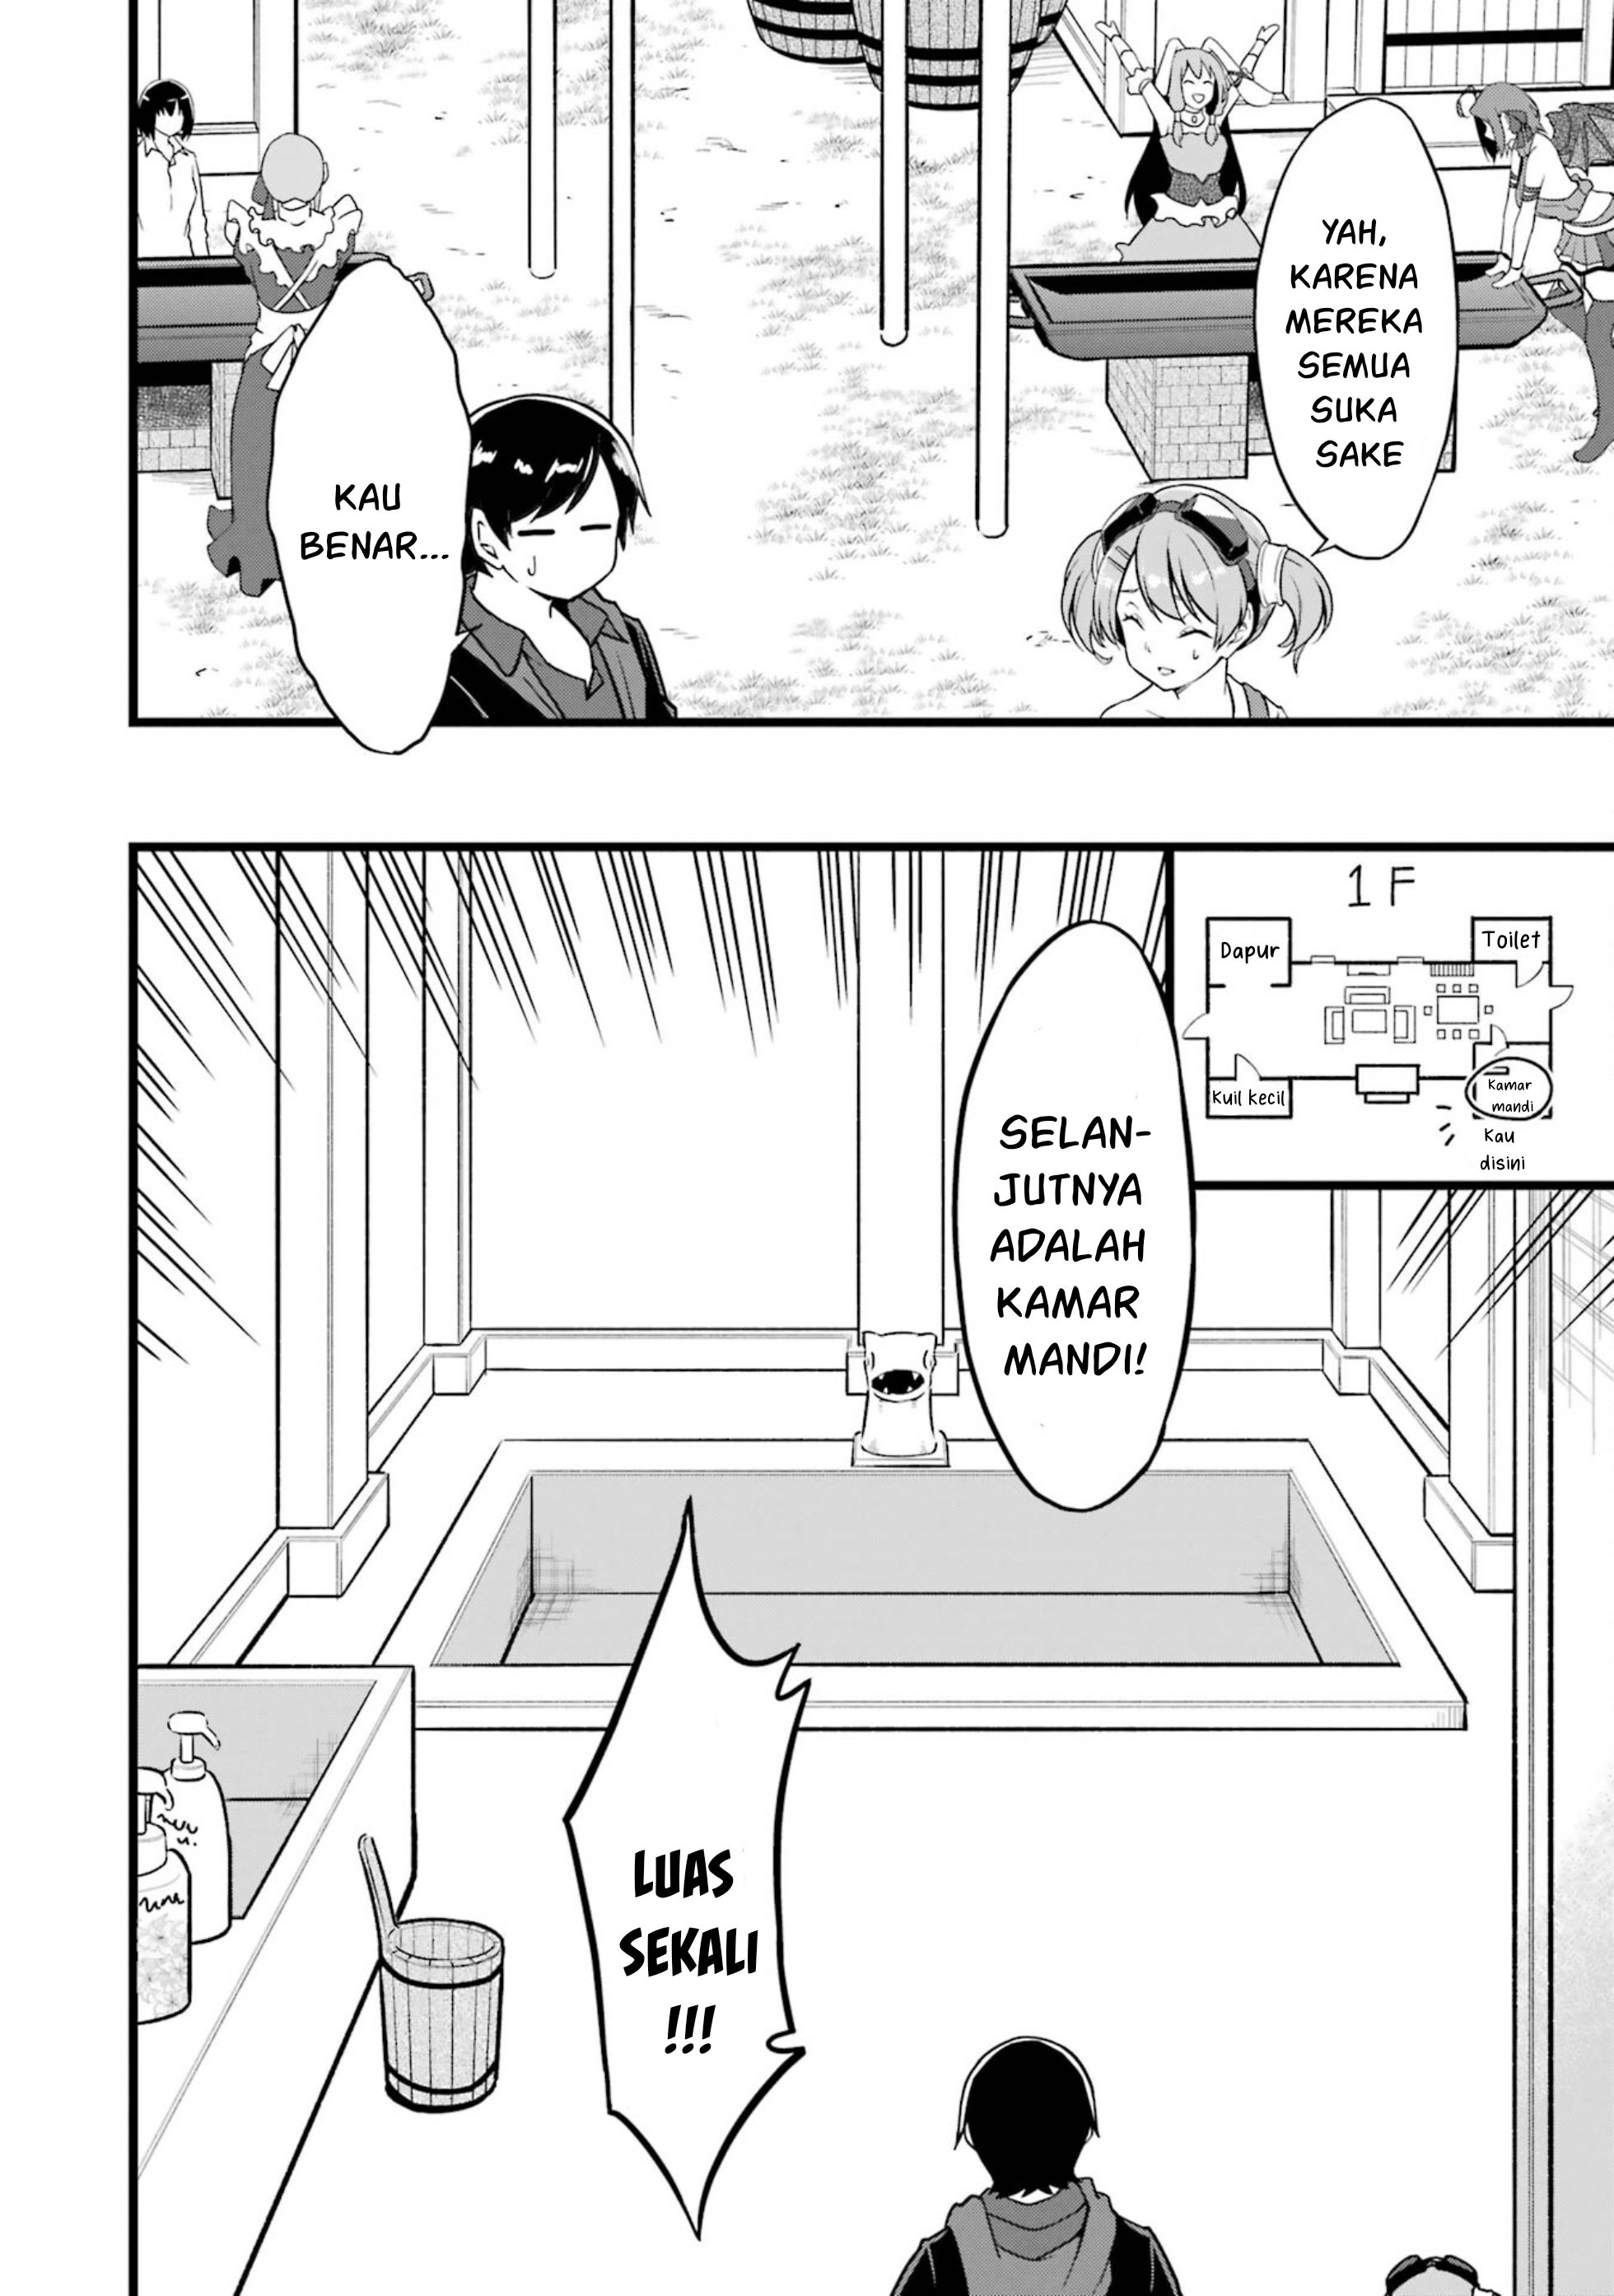 YAH,
KARENA
MEREKA
SEMUA
SUKA
SAKE
KAU
BENAR...
1F
Dapur
Toilet
Kuil kecil
Kamar
mandi
Kau
disini
SELAN-
JUTNYA
ADALAH
KAMAR
MANDI!
LUAS
SEKALI
!!!